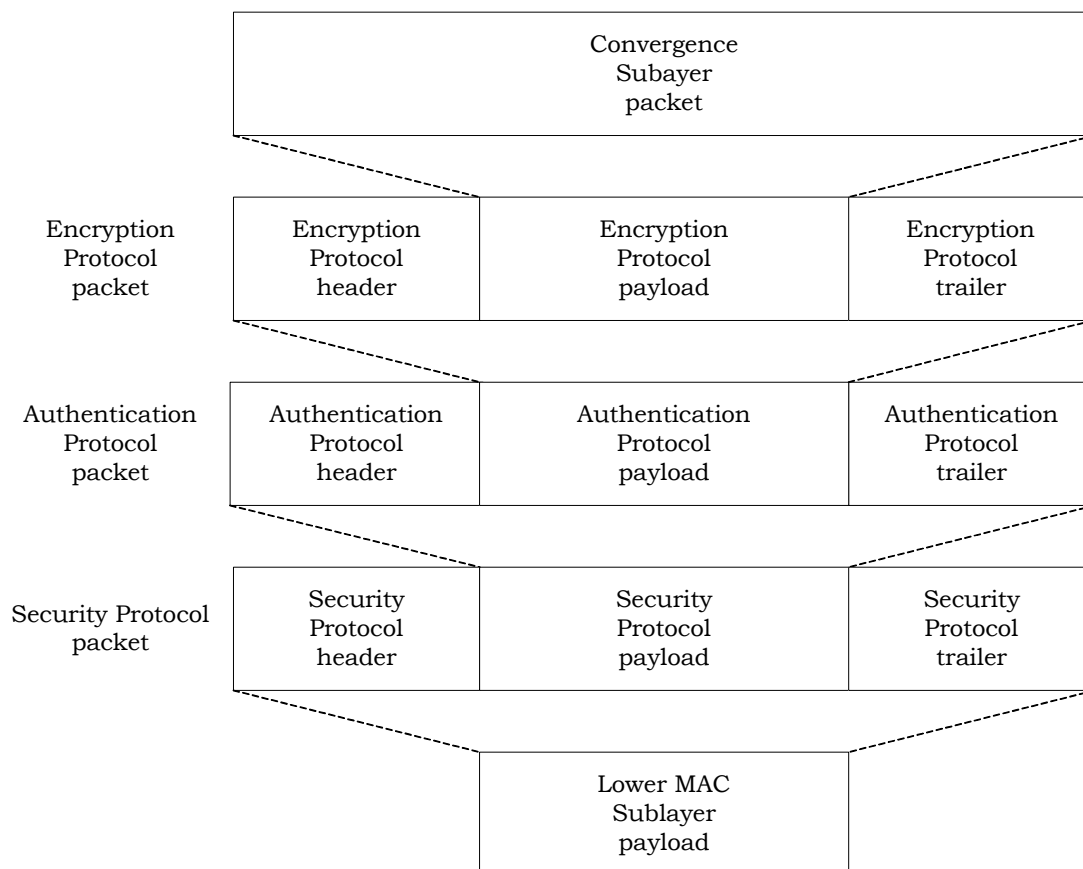 Convergence
Subayer
packet
Encryption
Protocol
packet
Encryption
Protocol
header
Encryption
Protocol
payload
Encryption
Protocol
trailer
Authentication
Protocol
packet
Authentication
Protocol
header
Authentication
Protocol
payload
Authentication
Protocol
trailer
Security Protocol
packet
Security
Protocol
header
Security
Protocol
payload
Security
Protocol
trailer
Lower MAC
Sublayer
payload